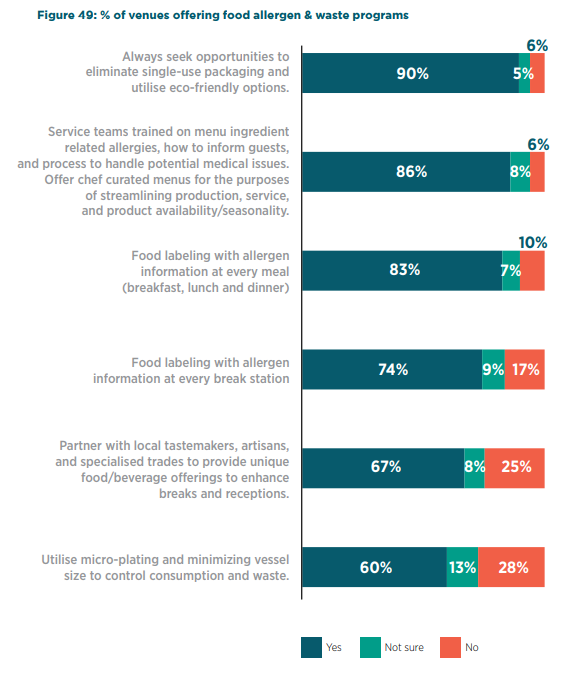 Figure 49: % of venues offering food allergen & waste programs
6%
Always seek opportunities to
eliminate single-use packaging and
utilise eco-friendly options.
90%
5%
Service teams trained on menu ingredient
related allergies, how to inform guests,
and process to handle potential medical issues.
Offer chef curated menus for the purposes
of streamlining production, service,
and product availability/seasonality.
6%
86%
8%
10%
Food labeling with allergen
information at every meal
(breakfast, lunch and dinner)
83%
7%
Food labeling with allergen
information at every break station
74%
9%
17%
Partner with local tastemakers, artisans,
and specialised trades to provide unique
food/beverage offerings to enhance
breaks and receptions.
67%
8%
25%
Utilise micro-plating and minimizing vessel
size to control consumption and waste.
60%
13%
28%
Yes
Not sure
No